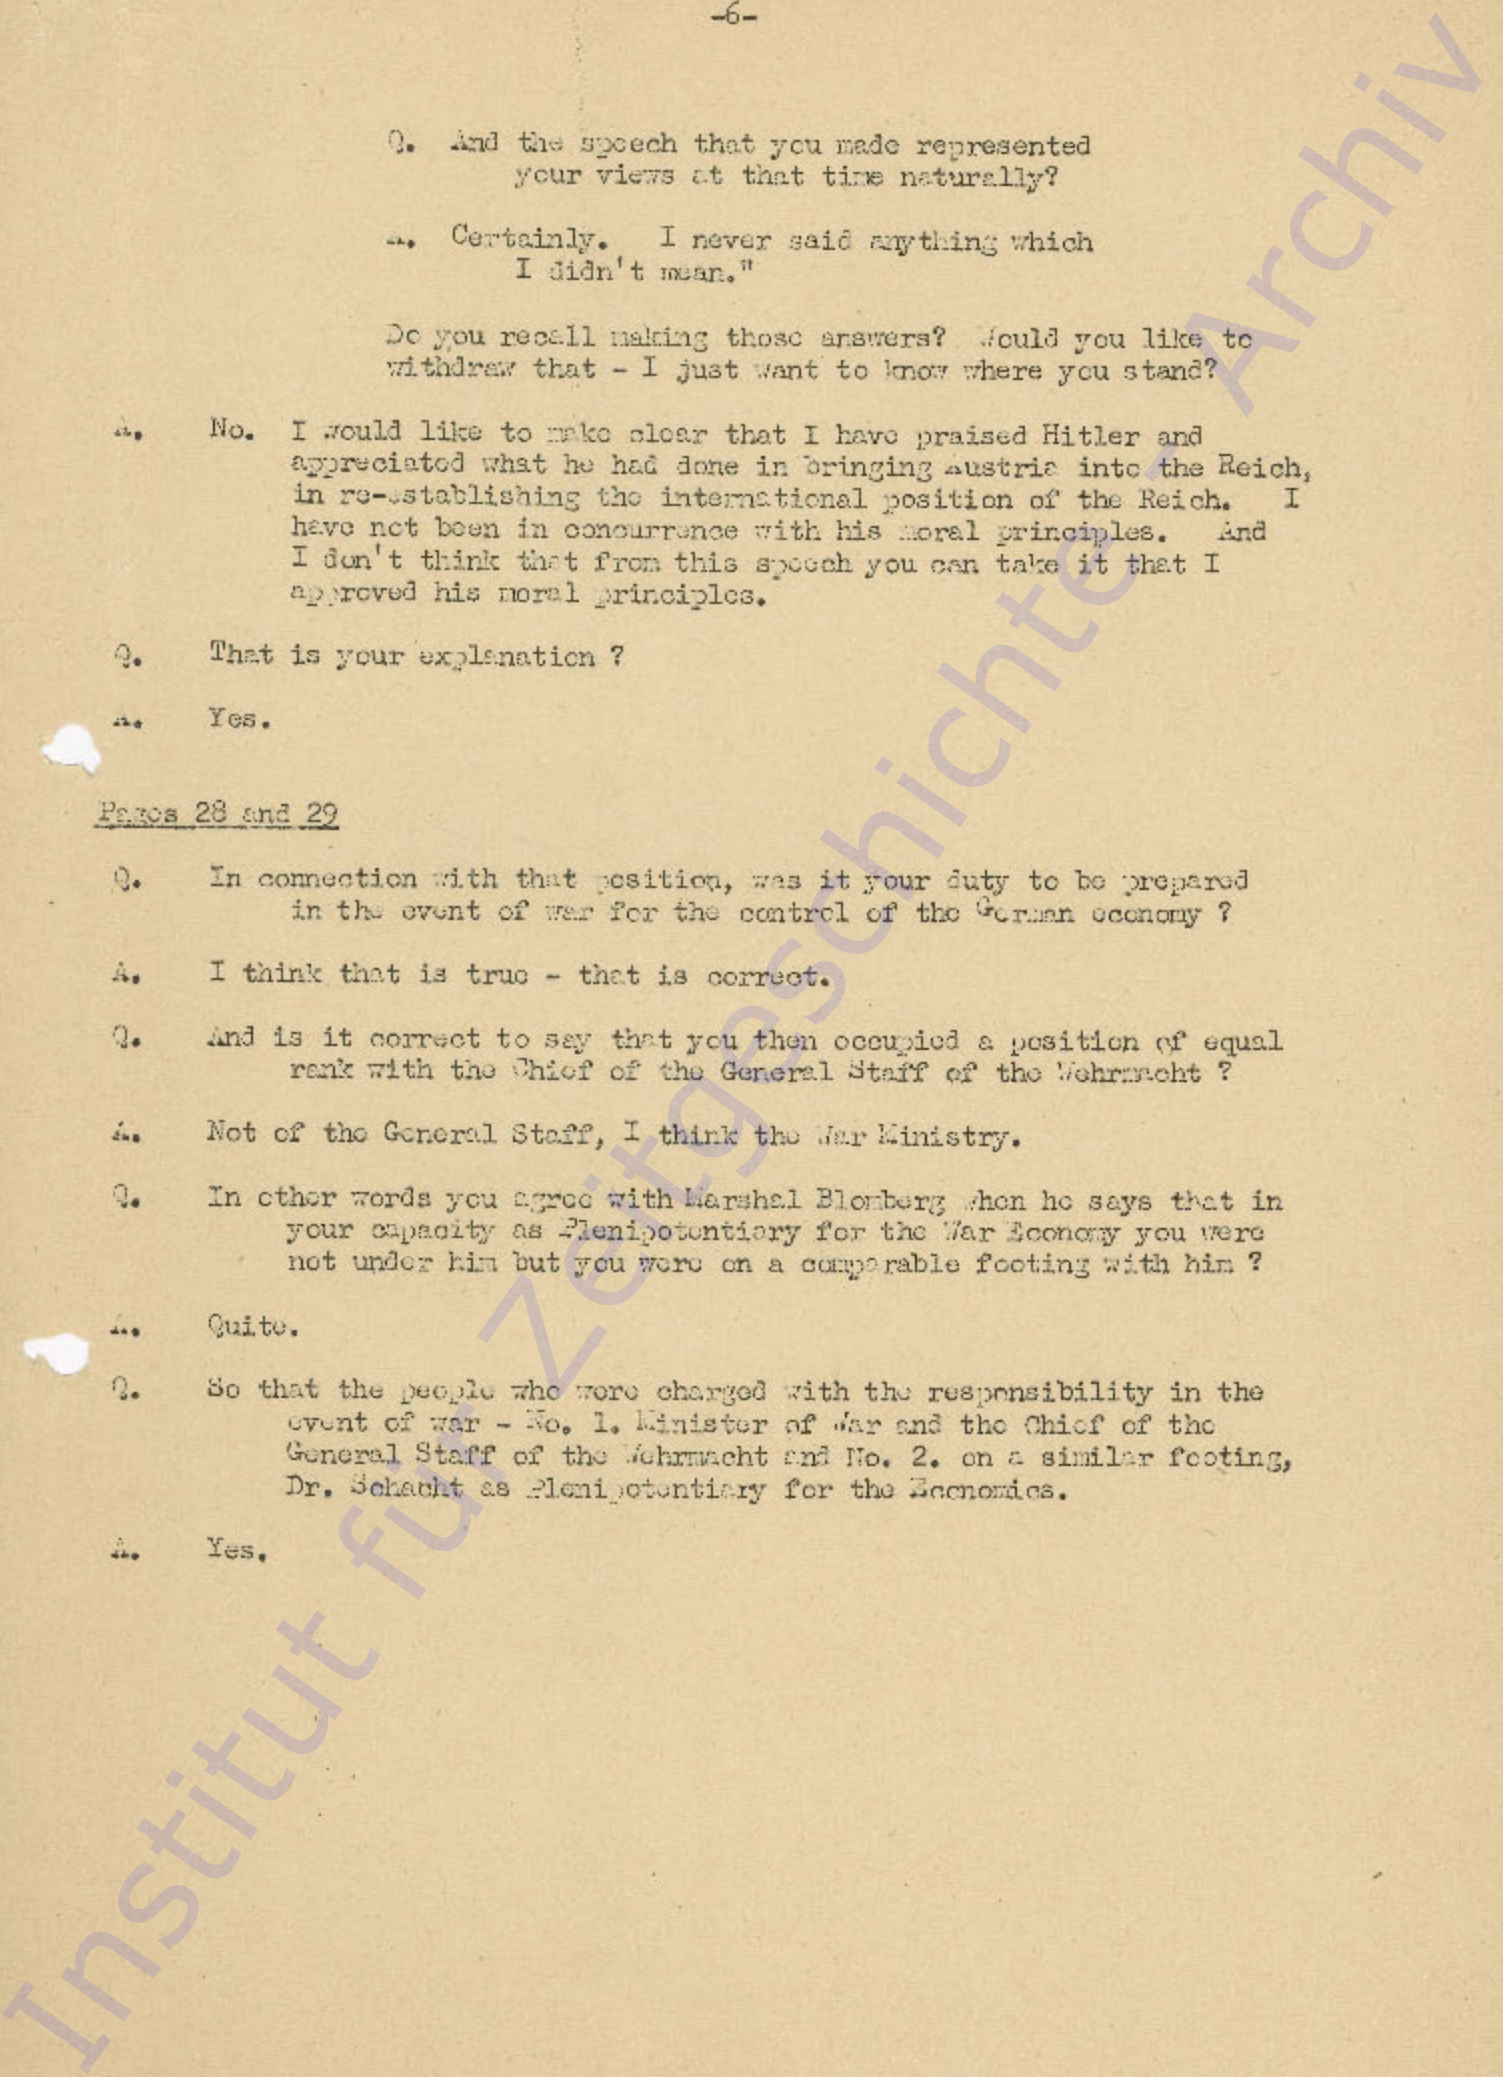 -6-
Q. And the speech that you made represented
your views at that time naturally?
A. Certainly. I never said anything which
I didn't mean."
Do you recall making those answers? Would you like to
withdraw that - I just want to know where you stand?
A. No. I would like to make clear that I have praised Hitler and
appreciated what he had done in bringing Austria into the Reich,
in re-establishing the international position of the Reich. I
have not been in concurrence with his moral principles. And
I don't think that from this speech you can take it that I
approved his moral principles.
Q. That is your explanation ?
A. Yes.
Pages 28 and 29
Q. In connection with that position, was it your duty to be prepared
in the event of war for the control of the German economy ?
A. I think that is true - that is correct.
Q. And is it correct to say that you then occupied a position of equal
rank with the Chief of the General Staff of the Wehrmacht ?
A. Not of the General Staff, I think the War Ministry.
Q. In other words you agree with Marshal Blomberg when he says that in
your capacity as Plenipotentiary for the War Economy you were
not under him but you were on a comparable footing with him ?
A. Quite.
Q. So that the people who were charged with the responsibility in the
event of war - No. 1. Minister of War and the Chief of the
General Staff of the Wehrmacht and No. 2. on a similar footing,
Dr. Schacht as Plenipotentiary for the Economics.
A. Yes.
Institut für Zeitgeschichte - Archiv